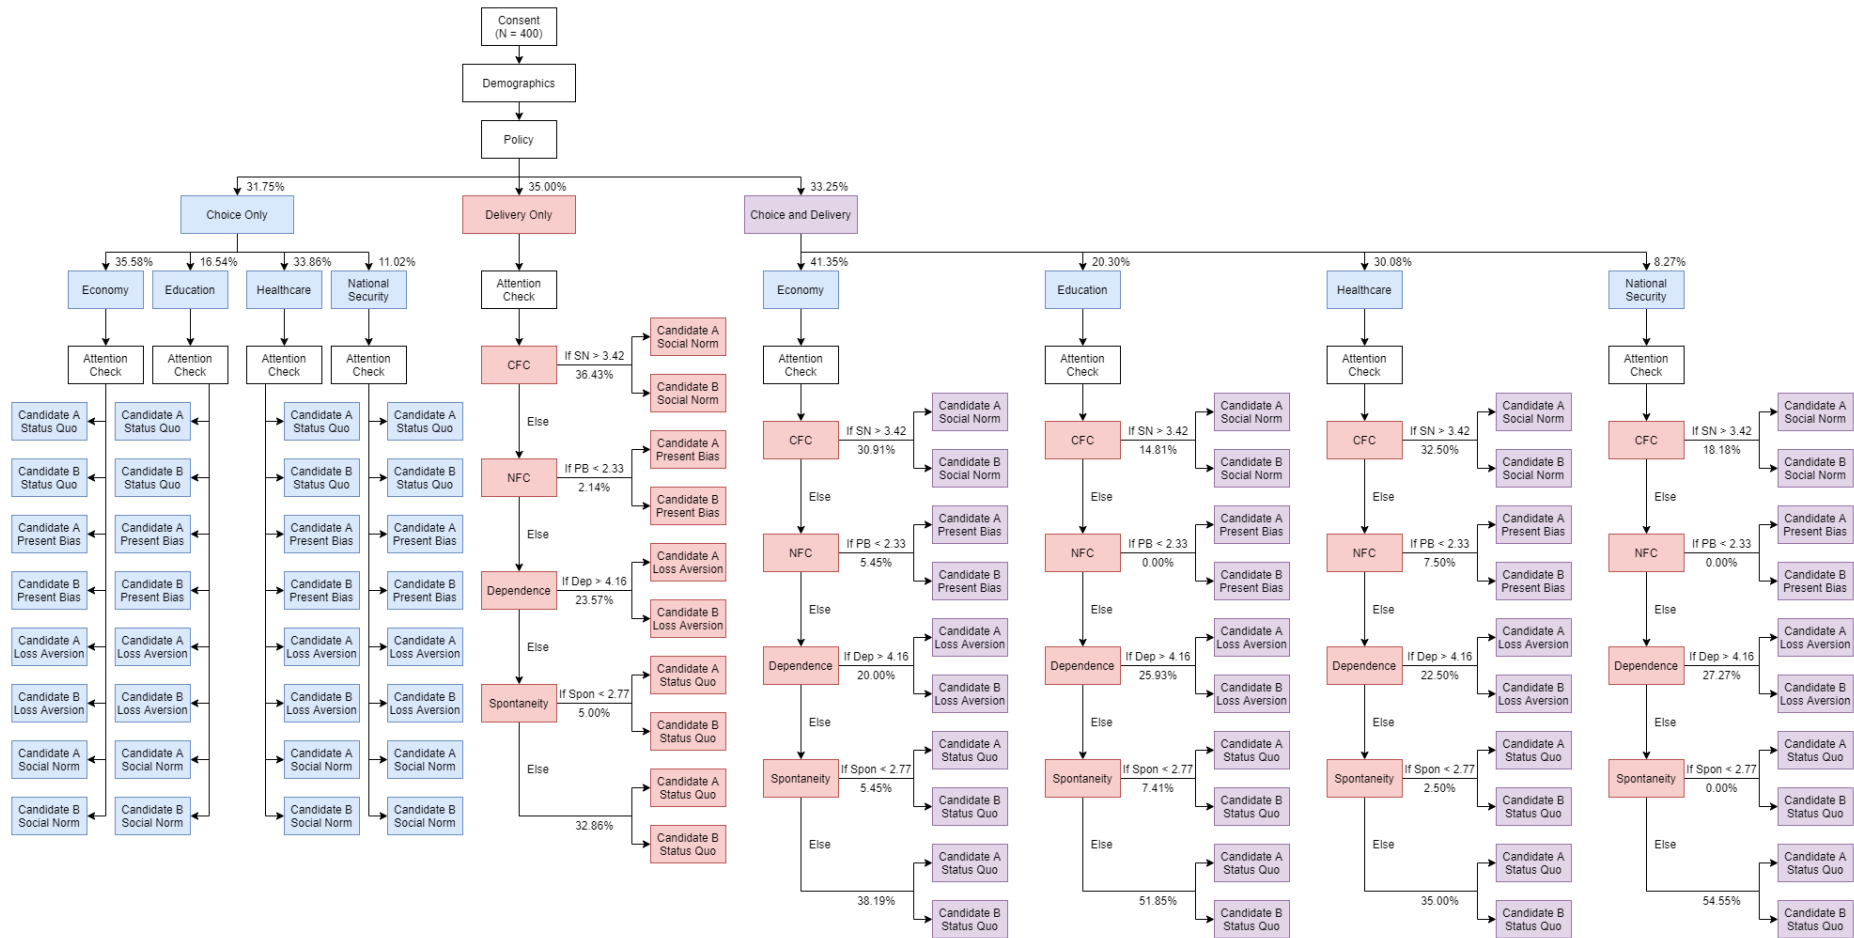 Consent
(N = 400)
Demographics
Policy
31.75%
35.00%
33.25%
Choice Only
Delivery Only
Choice and Delivery
35.58%
16.54%
33.86%
11.02%
Economy
Education
Healthcare
National
Security
Attention
Check
Attention
Check
Attention
Check
Attention
Check
Candidate A
Status Quo
Candidate A
Status Quo
Candidate A
Status Quo
Candidate A
Status Quo
Candidate B
Status Quo
Candidate B
Status Quo
Candidate B
Status Quo
Candidate B
Status Quo
Candidate A
Present Bias
Candidate A
Present Bias
Candidate A
Present Bias
Candidate A
Present Bias
Candidate B
Present Bias
Candidate B
Present Bias
Candidate B
Present Bias
Candidate B
Present Bias
Candidate A
Loss Aversion
Candidate A
Loss Aversion
Candidate A
Loss Aversion
Candidate A
Loss Aversion
Candidate B
Loss Aversion
Candidate B
Loss Aversion
Candidate B
Loss Aversion
Candidate B
Loss Aversion
Candidate A
Social Norm
Candidate A
Social Norm
Candidate A
Social Norm
Candidate A
Social Norm
Candidate B
Social Norm
Candidate B
Social Norm
Candidate B
Social Norm
Candidate B
Social Norm
Attention
Check
CFC
If SN > 3.42
36.43%
Candidate A
Social Norm
Candidate B
Social Norm
Else
NFC
If PB < 2.33
2.14%
Candidate A
Present Bias
Candidate B
Present Bias
Else
Dependence
If Dep > 4.16
23.57%
Candidate A
Loss Aversion
Candidate B
Loss Aversion
Else
Spontaneity
If Spon < 2.77
5.00%
Candidate A
Status Quo
Candidate B
Status Quo
Else
32.86%
Candidate A
Status Quo
Candidate B
Status Quo
41.35%
Economy
Attention
Check
CFC
If SN > 3.42
30.91%
Candidate A
Social Norm
Candidate B
Social Norm
Else
NFC
If PB < 2.33
5.45%
Candidate A
Present Bias
Candidate B
Present Bias
Else
Dependence
If Dep > 4.16
20.00%
Candidate A
Loss Aversion
Candidate B
Loss Aversion
Else
Spontaneity
If Spon < 2.77
5.45%
Candidate A
Status Quo
Candidate B
Status Quo
Else
38.19%
Candidate A
Status Quo
Candidate B
Status Quo
20.30%
Education
Attention
Check
CFC
If SN > 3.42
14.81%
Candidate A
Social Norm
Candidate B
Social Norm
Else
NFC
If PB < 2.33
0.00%
Candidate A
Present Bias
Candidate B
Present Bias
Else
Dependence
If Dep > 4.16
25.93%
Candidate A
Loss Aversion
Candidate B
Loss Aversion
Else
Spontaneity
If Spon < 2.77
7.41%
Candidate A
Status Quo
Candidate B
Status Quo
Else
51.85%
Candidate A
Status Quo
Candidate B
Status Quo
30.08%
Healthcare
Attention
Check
CFC
If SN > 3.42
32.50%
Candidate A
Social Norm
Candidate B
Social Norm
Else
NFC
If PB < 2.33
7.50%
Candidate A
Present Bias
Candidate B
Present Bias
Else
Dependence
If Dep > 4.16
22.50%
Candidate A
Loss Aversion
Candidate B
Loss Aversion
Else
Spontaneity
If Spon < 2.77
2.50%
Candidate A
Status Quo
Candidate B
Status Quo
Else
35.00%
Candidate A
Status Quo
Candidate B
Status Quo
8.27%
National
Security
Attention
Check
CFC
If SN > 3.42
18.18%
Candidate A
Social Norm
Candidate B
Social Norm
Else
NFC
If PB < 2.33
0.00%
Candidate A
Present Bias
Candidate B
Present Bias
Else
Dependence
If Dep > 4.16
27.27%
Candidate A
Loss Aversion
Candidate B
Loss Aversion
Else
Spontaneity
If Spon < 2.77
0.00%
Candidate A
Status Quo
Candidate B
Status Quo
Else
54.55%
Candidate A
Status Quo
Candidate B
Status Quo